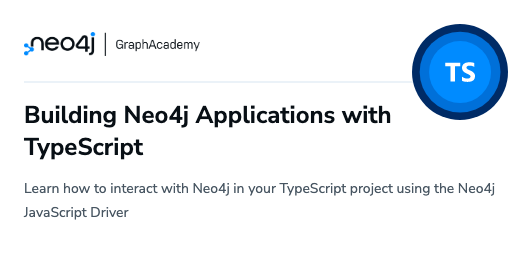 neo4j | GraphAcademy
TS
Building Neo4j Applications with
TypeScript
Learn how to interact with Neo4j in your TypeScript project using the Neo4j
JavaScript Driver